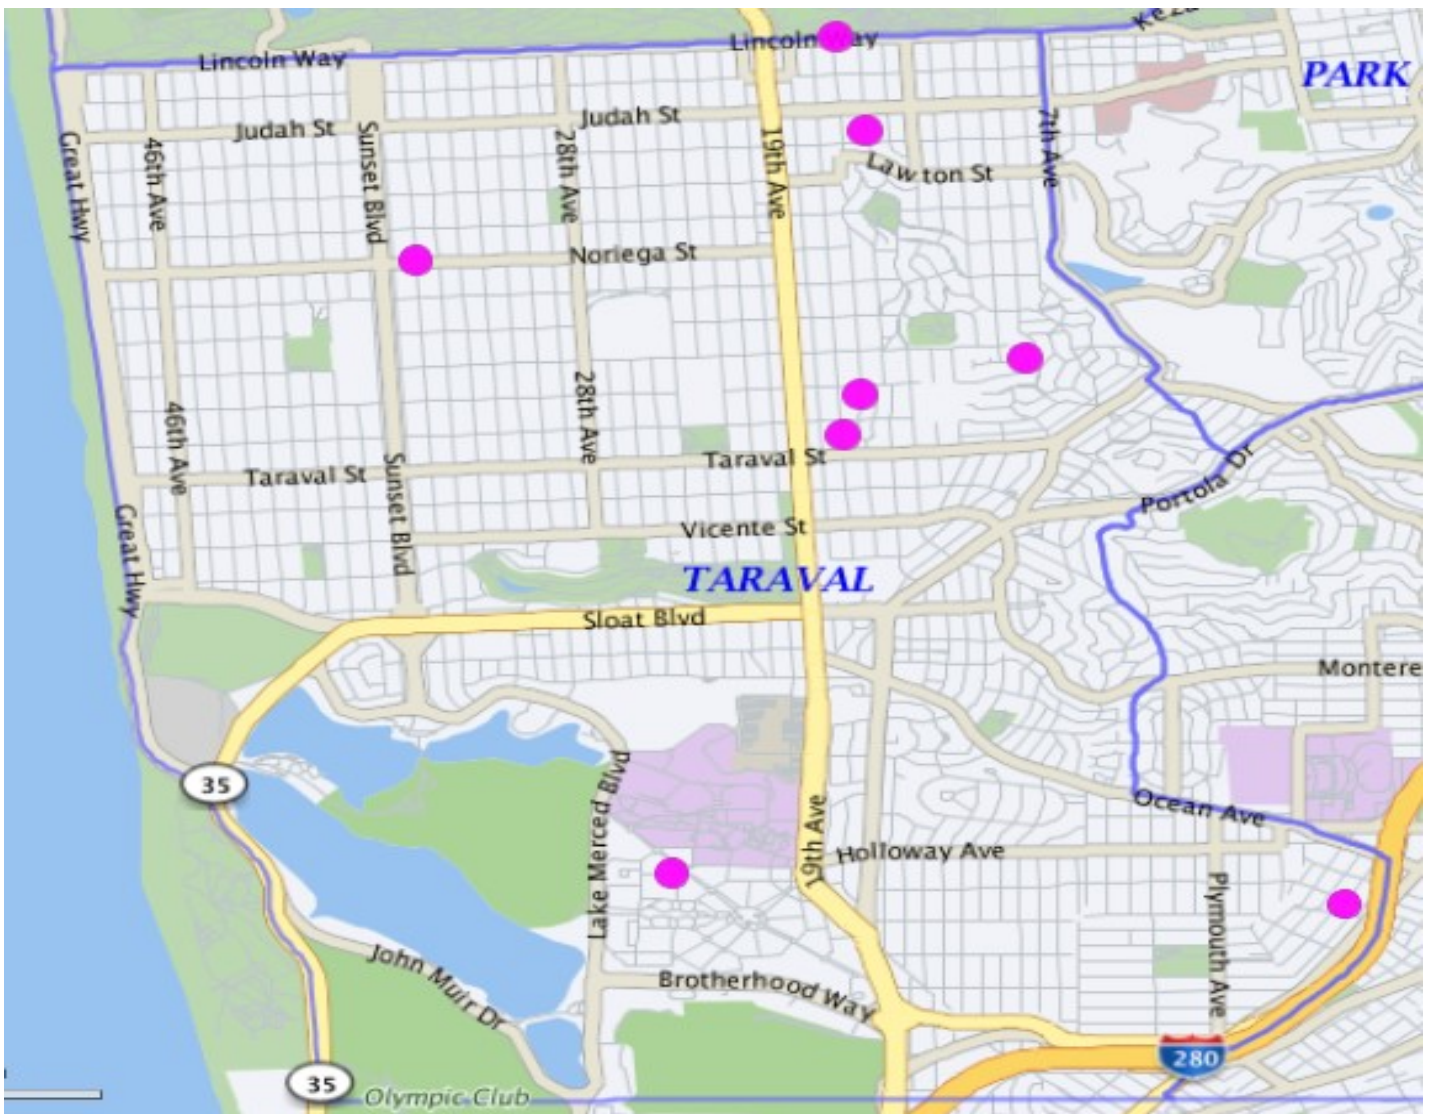 Lincoln Way
Lincoln Way
PARK
Judah St
Judah St
Great Hwy
46th Ave
Sunset Blvd
28th Ave
19th Ave
7th Ave
Lawton St
Noriega St
46th Ave
28th Ave
Taraval St
Taraval St
Sunset Blvd
Portola Dr
Great Hwy
Vicente St
TARAVAL
Sloat Blvd
Montere
35
Lake Merced Blvd
19th Ave
Ocean Ave
Holloway Ave
Plymouth Ave
John Muir Dr
Brotherhood Way
280
35
Olympic Club